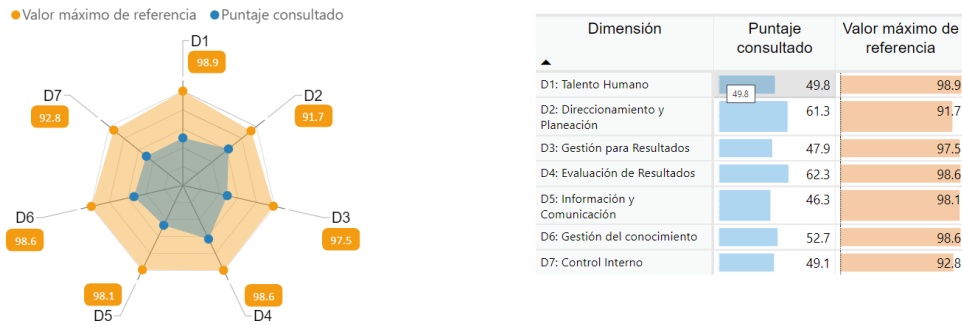 Valor máximo de referencia Puntaje consultado
D1
98.9
D2
91.7
D3
97.5
D4
98.6
D5
98.1
D6
98.6
D7
92.8
Dimensión Puntaje consultado Valor máximo de referencia
D1: Talento Humano 49.8 98.9
49.8
D2: Direccionamiento y
Planeación 61.3 91.7
D3: Gestión para Resultados 47.9 97.5
D4: Evaluación de Resultados 62.3 98.6
D5: Información y
Comunicación 46.3 98.1
D6: Gestión del conocimiento 52.7 98.6
D7: Control Interno 49.1 92.8